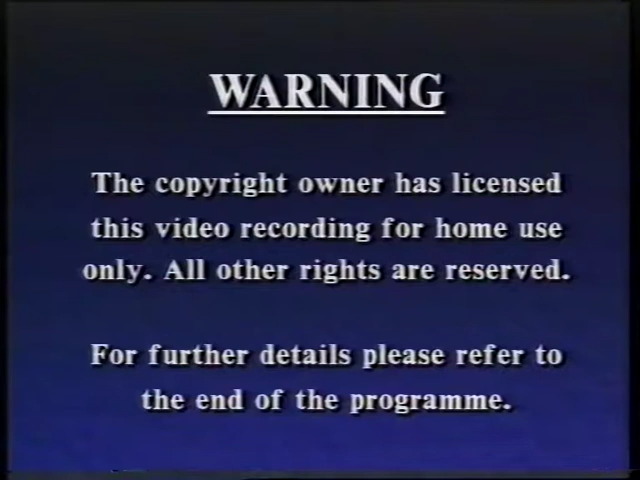 WARNING
The copyright owner has licensed
this video recording for home use
only. All other rights are reserved.
For further details please refer to
the end of the programme.